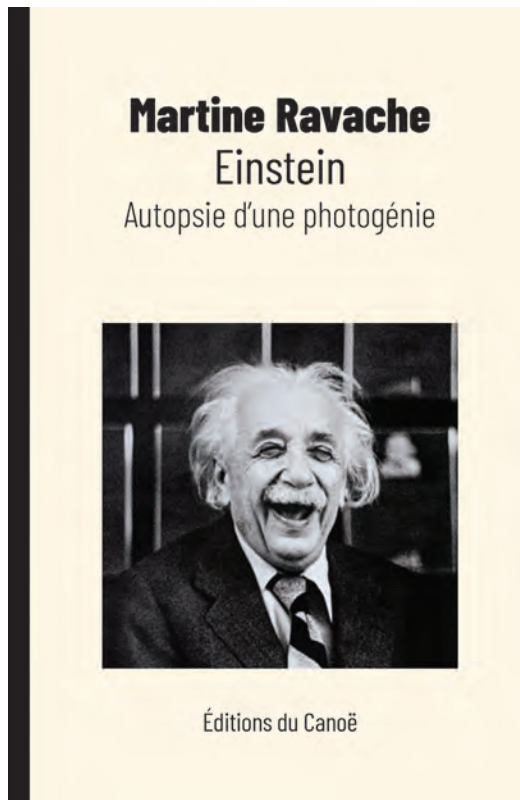 Martine Ravache
Einstein
Autopsie d'une photogénie
Éditions du Canoë